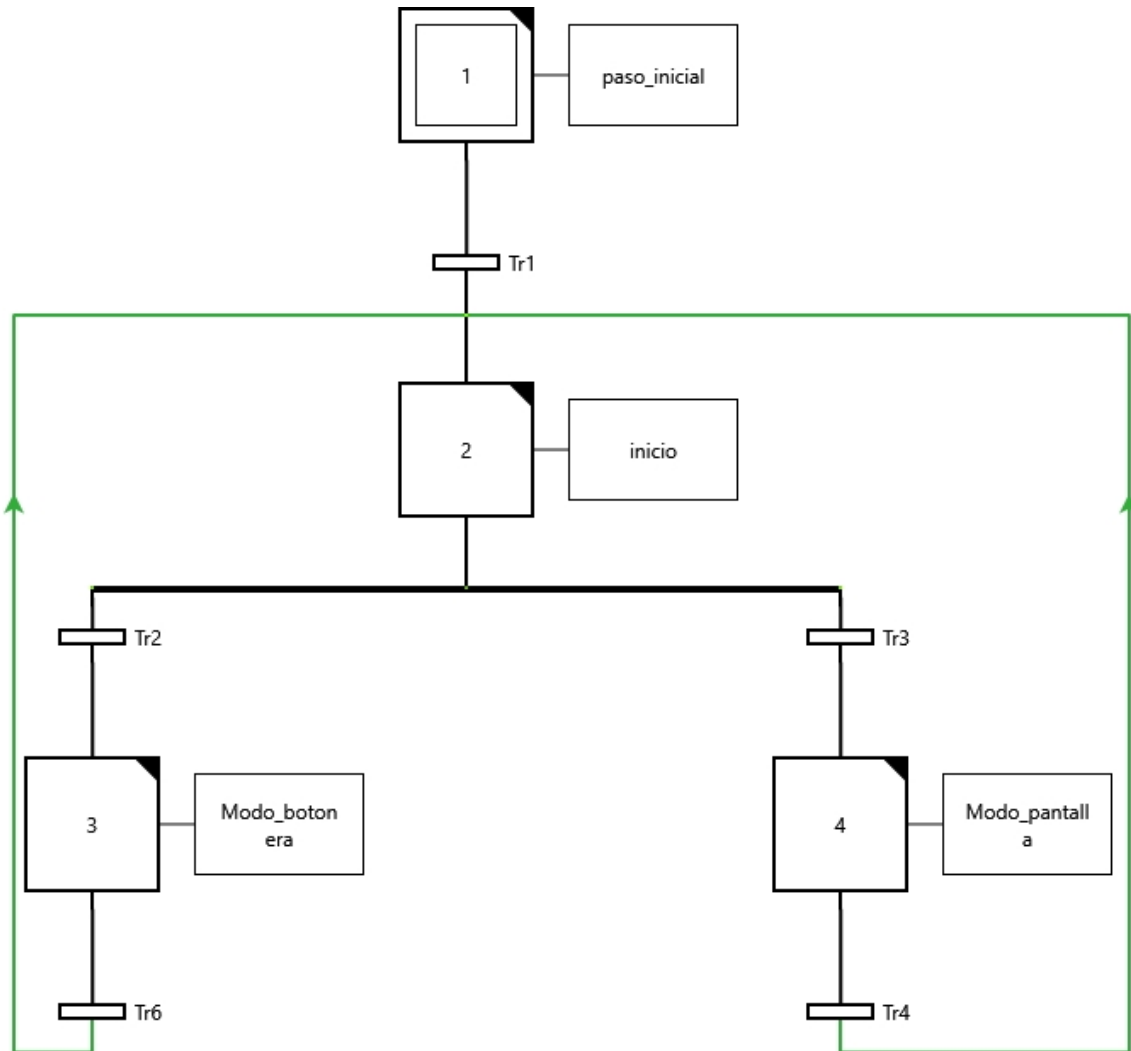 1
paso_inicial
Tr1
2
inicio
Tr2
Tr3
3
Modo_boton
era
4
Modo_pantall
a
Tr6
Tr4